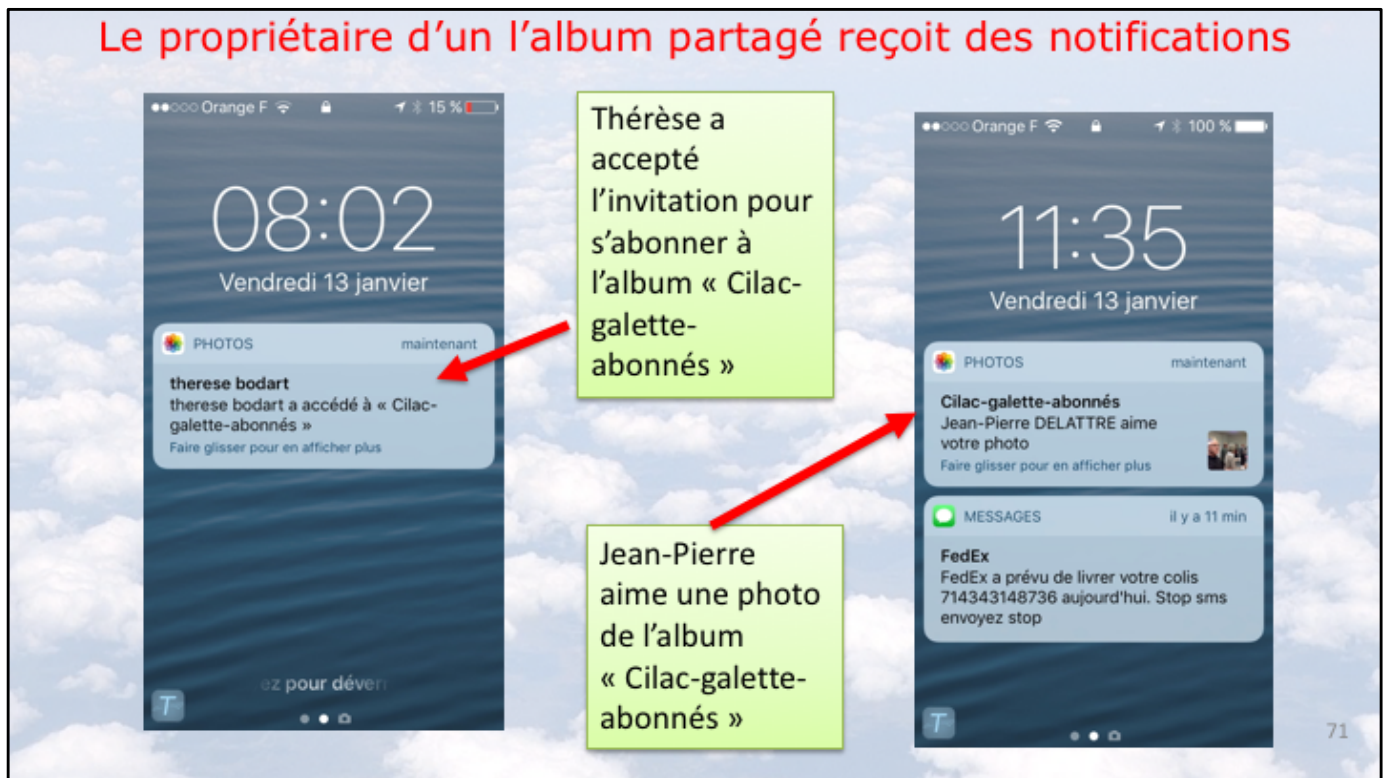 Le propriétaire d’un l’album partagé reçoit des notifications
Orange F 15 %
08:02
Vendredi 13 janvier
PHOTOS maintenant
therese bodart
therese bodart a accédé à « Cilac-
galette-abonnés »
Faire glisser pour en afficher plus
ez pour déver
T
Thérèse a
accepté
l’invitation pour
s’abonner à
l’album « Cilac-
galette-
abonnés »
Jean-Pierre
aime une photo
de l’album
« Cilac-galette-
abonnés »
Orange F 100 %
11:35
Vendredi 13 janvier
PHOTOS maintenant
Cilac-galette-abonnés
Jean-Pierre DELATTRE aime
votre photo
Faire glisser pour en afficher plus
MESSAGES il y a 11 min
FedEx
FedEx a prévu de livrer votre colis
714343148736 aujourd'hui. Stop sms
envoyez stop
T
71